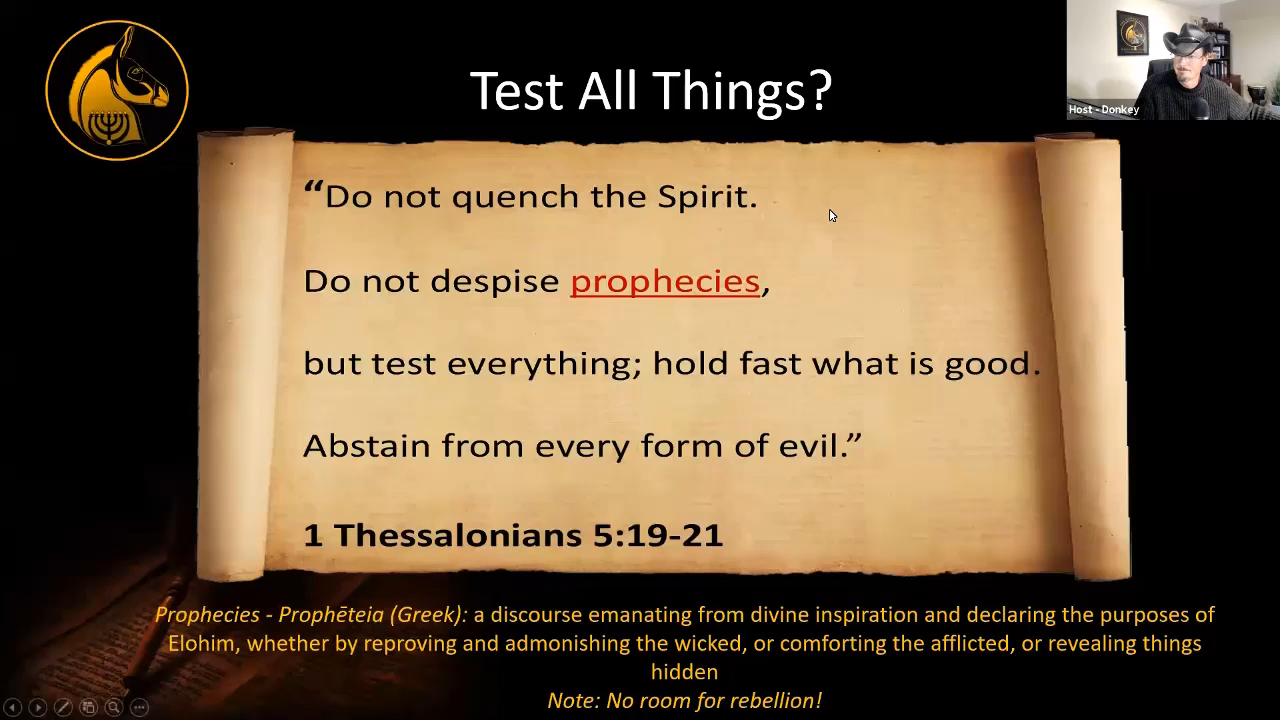 Test All Things?
Host - Donkey
“Do not quench the Spirit.
Do not despise prophecies,
but test everything; hold fast what is good.
Abstain from every form of evil.”
1 Thessalonians 5:19-21
Prophecies - Prophēteia (Greek): a discourse emanating from divine inspiration and declaring the purposes of
Elohim, whether by reproving and admonishing the wicked, or comforting the afflicted, or revealing things
hidden
Note: No room for rebellion!